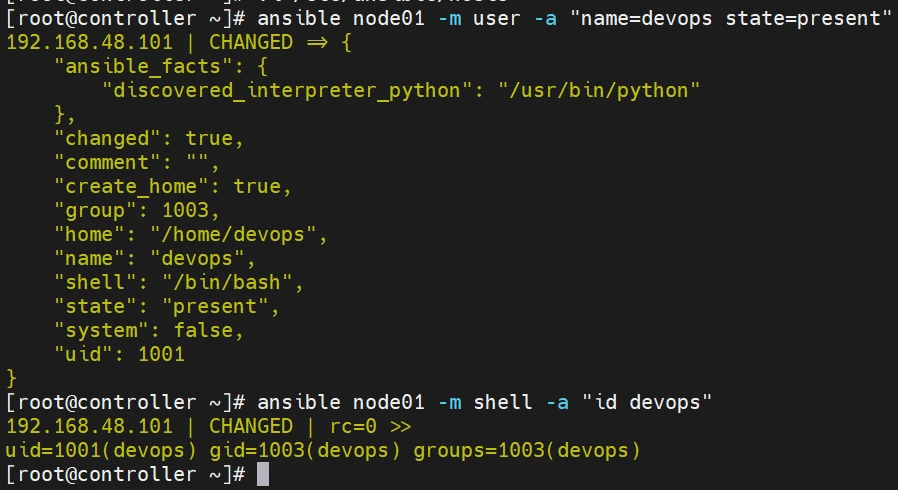 [root@controller ~]# ansible node01 -m user -a "name=devops state=present"
192.168.48.101 | CHANGED => {
    "ansible_facts": {
        "discovered_interpreter_python": "/usr/bin/python"
    },
    "changed": true,
    "comment": "",
    "create_home": true,
    "group": 1003,
    "home": "/home/devops",
    "name": "devops",
    "shell": "/bin/bash",
    "state": "present",
    "system": false,
    "uid": 1001
}
[root@controller ~]# ansible node01 -m shell -a "id devops"
192.168.48.101 | CHANGED | rc=0 >>
uid=1001(devops) gid=1003(devops) groups=1003(devops)
[root@controller ~]#